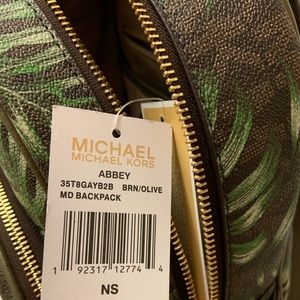 MICHAEL
MICHAEL KORS
ABBEY
35T8GAYB2B BRN/OLIVE
MD BACKPACK
1 92317 12774 4
NS